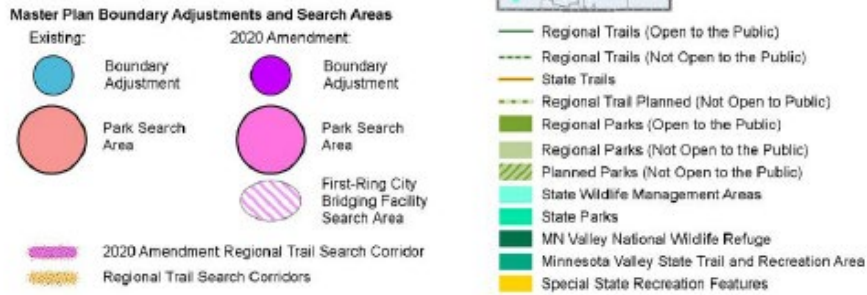 Master Plan Boundary Adjustments and Search Areas
Existing:
2020 Amendment:
Boundary
Adjustment
Boundary
Adjustment
Park Search
Area
Park Search
Area
First-Ring City
Bridging Facility
Search Area
2020 Amendment Regional Trail Search Corridor
Regional Trail Search Corridors
Regional Trails (Open to the Public)
Regional Trails (Not Open to the Public)
State Trails
Regional Trail Planned (Not Open to Public)
Regional Parks (Open to the Public)
Regional Parks (Not Open to the Public)
Planned Parks (Not Open to the Public)
State Wildlife Management Areas
State Parks
MN Valley National Wildlife Refuge
Minnesota Valley State Trail and Recreation Area
Special State Recreation Features